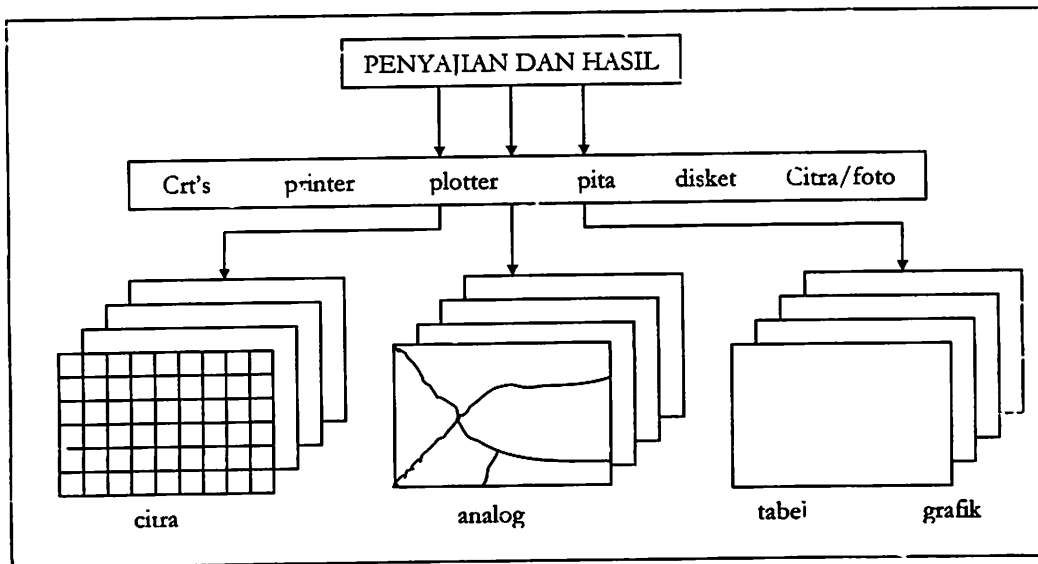 PENYAJIAN DAN HASIL
Crt's printer plotter pita disket Citra/foto
citra analog tabel grafik